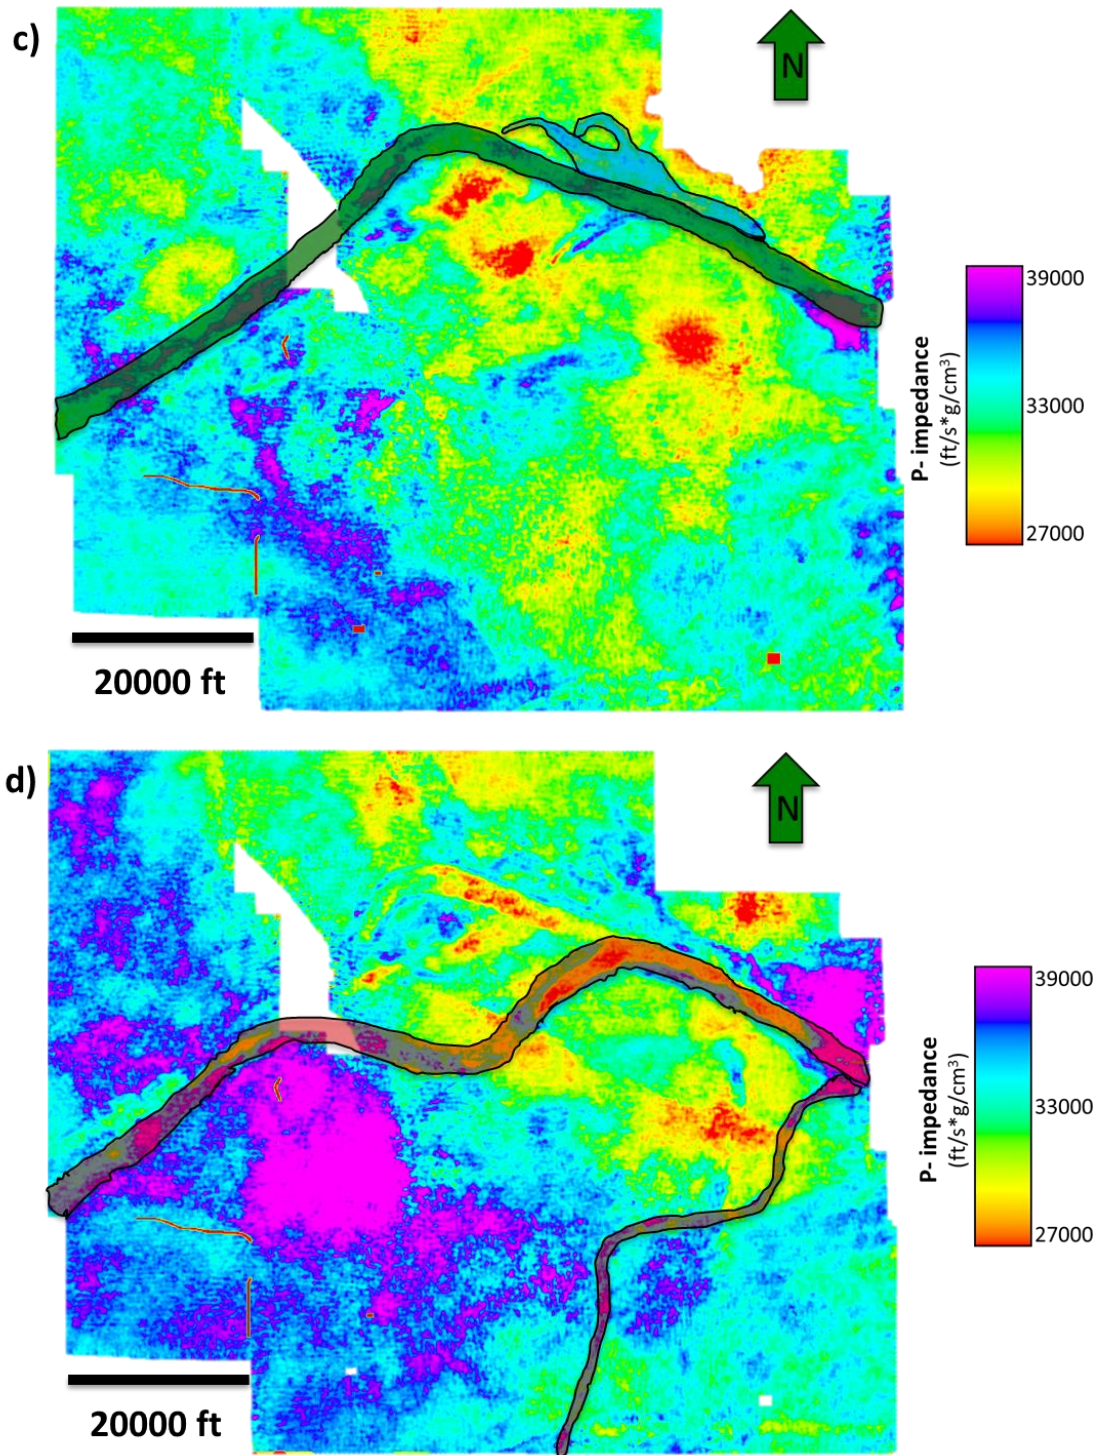 c)
N
39000
33000
27000
P- impedance
(ft/s*g/cm³)
20000 ft
d)
N
39000
33000
27000
P- impedance
(ft/s*g/cm³)
20000 ft